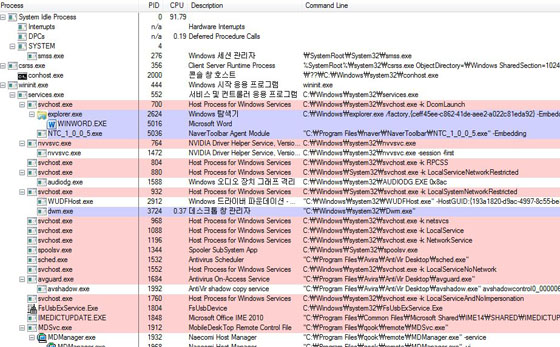 Process PID CPU Description Command Line
System Idle Process 0 91.79
Interrupts n/a Hardware Interrupts
DPCs n/a 0.19 Deferred Procedure Calls
SYSTEM 4
smss.exe 276 Windows 세션 관리자 ₩SystemRoot₩System32₩smss.exe
csrss.exe 356 Client Server Runtime Process %SystemRoot%₩system32₩csrss.exe ObjectDirectory=₩Windows SharedSection=1024
conhost.exe 2000 콘솔 창 호스트 ₩??₩C:₩Windows₩system32₩conhost.exe
wininit.exe 444 Windows 시작 응용 프로그램 wininit.exe
services.exe 552 서비스 및 컨트롤러 응용 프로그램 C:₩Windows₩system32₩services.exe
svchost.exe 700 Host Process for Windows Services C:₩Windows₩system32₩svchost.exe -k DcomLaunch
explorer.exe 2624 Windows 탐색기 C:₩Windows₩explorer.exe /factory,{ceff45ee-c862-41de-aee2-a022c81eda92} -Embed
WINWORD.EXE 5016 Microsoft Word
NTC_1_0_0_5.exe 5036 NaverToolbar Agent Module "C:₩Program Files₩naver₩NaverToolbar₩NTC_1_0_0_5.exe" -Embedding
nvvsvc.exe 764 NVIDIA Driver Helper Service, Versio... C:₩Windows₩system32₩nvvsvc.exe
nvvsvc.exe 1472 NVIDIA Driver Helper Service, Versio... C:₩Windows₩system32₩nvvsvc.exe -session -first
svchost.exe 804 Host Process for Windows Services C:₩Windows₩system32₩svchost.exe -k RPCSS
svchost.exe 880 Host Process for Windows Services C:₩Windows₩System32₩svchost.exe -k LocalServiceNetworkRestricted
audiodg.exe 1588 Windows 오디오 장치 그래프 격리 C:₩Windows₩system32₩AUDIODG.EXE 0x8ac
svchost.exe 932 Host Process for Windows Services C:₩Windows₩System32₩svchost.exe -k LocalSystemNetworkRestricted
WUDFHost.exe 2912 Windows 드라이버 파운데이션 - ... "C:₩Windows₩system32₩WUDFHost.exe" -HostGUID:{193a1820-d9ac-4997-8c55-be
dwm.exe 3724 0.37 데스크톱 창 관리자 "C:₩Windows₩system32₩Dwm.exe"
svchost.exe 968 Host Process for Windows Services C:₩Windows₩system32₩svchost.exe -k netsvcs
svchost.exe 1088 Host Process for Windows Services C:₩Windows₩system32₩svchost.exe -k LocalService
svchost.exe 1196 Host Process for Windows Services C:₩Windows₩system32₩svchost.exe -k NetworkService
spoolsv.exe 1344 Spooler SubSystem App C:₩Windows₩System32₩spoolsv.exe
sched.exe 1532 Antivirus Scheduler "C:₩Program Files₩Avira₩AntiVir Desktop₩sched.exe"
svchost.exe 1564 Host Process for Windows Services C:₩Windows₩system32₩svchost.exe -k LocalServiceNoNetwork
avguard.exe 1684 Antivirus On-Access Service "C:₩Program Files₩Avira₩AntiVir Desktop₩avguard.exe"
avshadow.exe 1992 AntiVir shadow copy service "C:₩Program Files₩Avira₩AntiVir Desktop₩avshadow.exe" avshadowcontrol0_000006
svchost.exe 1760 Host Process for Windows Services C:₩Windows₩system32₩svchost.exe -k LocalServiceAndNoImpersonation
FsUsbExService.Exe 1804 FsUsbDevice C:₩Windows₩system32₩FsUsbExService.Exe
IMEDICTUPDATE.EXE 1848 Microsoft Office IME 2010 "C:₩Program Files₩Common Files₩Microsoft Shared₩IME14₩SHARED₩IMEDICTUPD
MDSvc.exe 1912 MobileDeskTop Remote Control File "C:₩Program Files₩qook₩remote₩MDSvc.exe"
MDManager.exe 1932 Naecomi Host Manager "C:₩Program Files₩qook₩remote₩MDManager.exe" -service